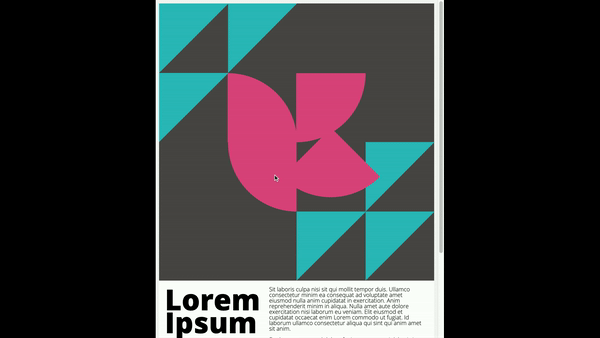 Lorem
Ipsum
Sit laboris culpa nisi sit qui mollit tempor duis. Ullamco
consectetur minim ea consequat ad voluptate amet
eiusmod nulla anim cupidatat in exercitation. Anim
reprehenderit minim in aliquip. Nulla amet aute dolore
exercitation nisi laborum eu veniam. Elit eiusmod et
cupidatat occaecat enim Lorem commodo ut fugiat. Id
laborum ullamco consectetur aliqua qui sint qui anim amet
sit anim.